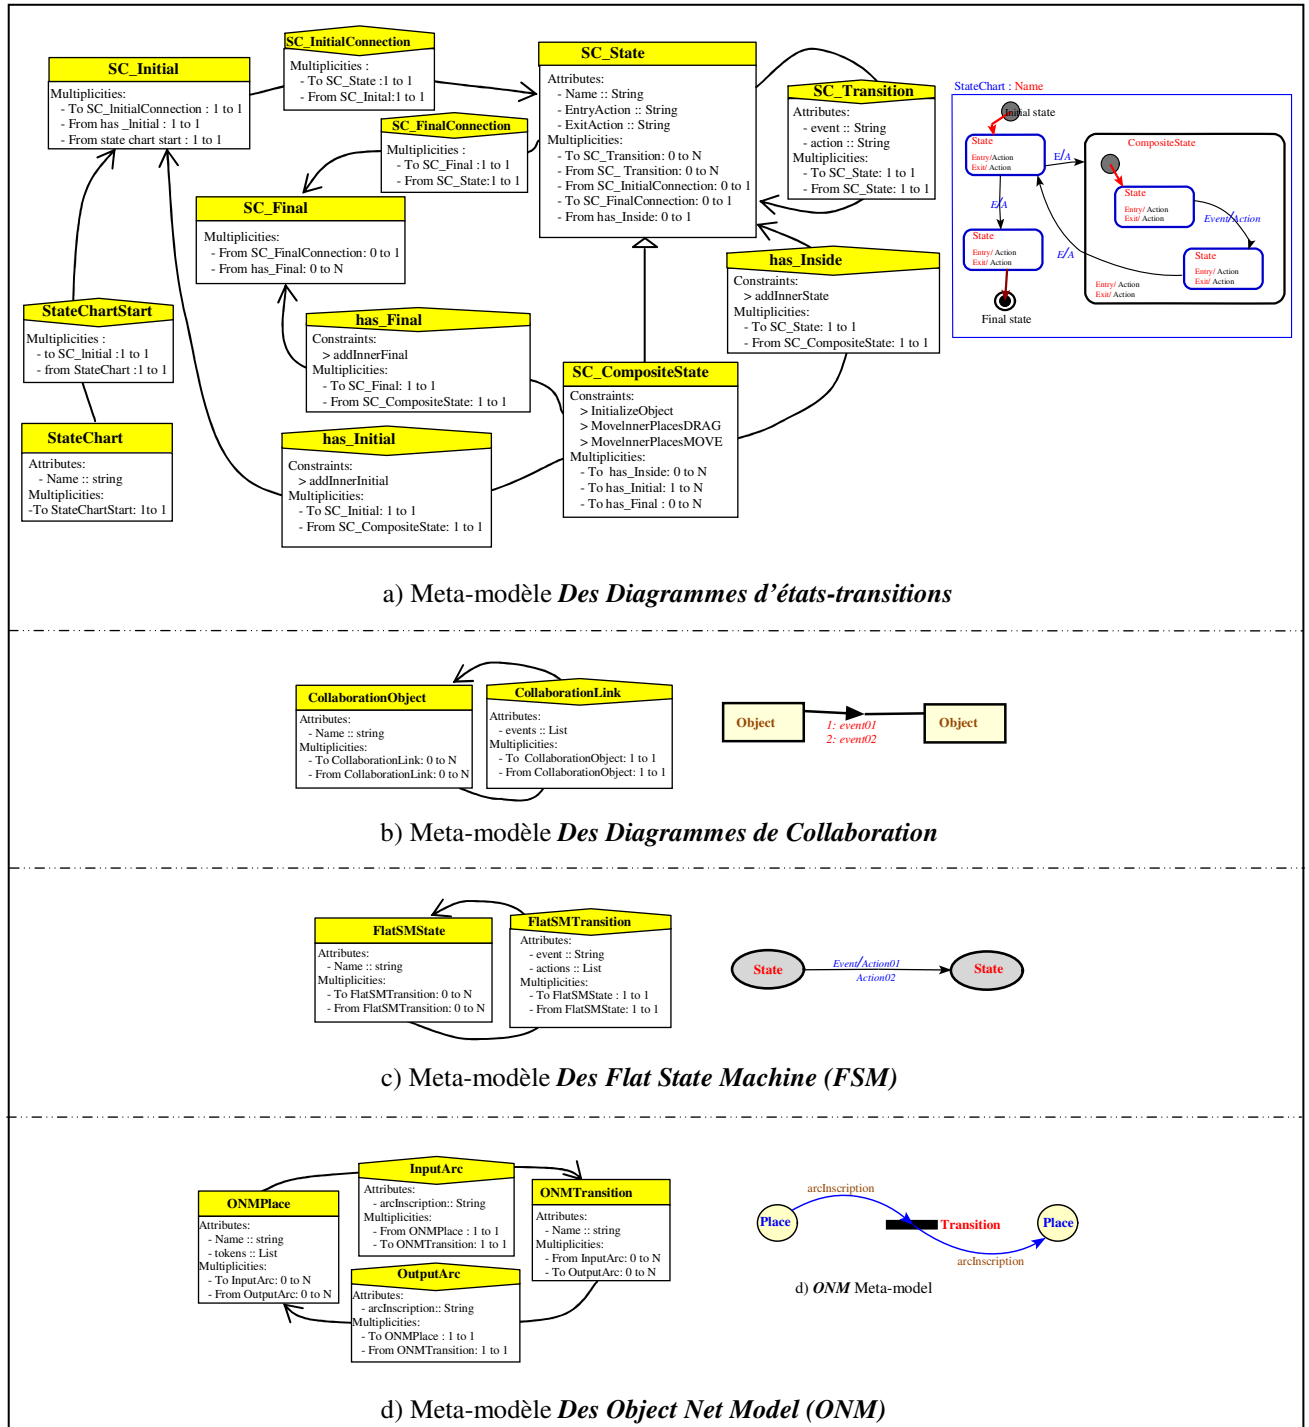 SC_Initial
Multiplicities:
- To SC_InitialConnection : 1 to 1
- From has _Initial : 1 to 1
- From state chart start : 1 to 1
SC_InitialConnection
Multiplicities :
- To SC_State :1 to 1
- From SC_Inital:1 to 1
SC_FinalConnection
Multiplicities :
- To SC_Final :1 to 1
- From SC_State:1 to 1
SC_State
Attributes:
- Name :: String
- EntryAction :: String
- ExitAction :: String
Multiplicities:
- To SC_Transition: 0 to N
- From SC_ Transition: 0 to N
- From SC_InitialConnection: 0 to 1
- To SC_FinalConnection: 0 to 1
- From has_Inside: 0 to 1
SC_Transition
Attributes:
- event :: String
- action :: String
Multiplicities:
- To SC_State: 1 to 1
- From SC_State: 1 to 1
StateChart : Name
Initial state
State
Entry/Action
Exit/ Action
E/A
CompositeState
State
Entry/ Action
Exit/ Action
Event/Action
E/A
State
Entry/ Action
Exit/ Action
E/A
State
Entry/ Action
Exit/ Action
Entry/ Action
Exit/ Action
Final state
SC_Final
Multiplicities:
- From SC_FinalConnection: 0 to 1
- From has_Final: 0 to N
has_Inside
Constraints:
> addInnerState
Multiplicities:
- To SC_State: 1 to 1
- From SC_CompositeState: 1 to 1
StateChartStart
Multiplicities :
- to SC_Initial :1 to 1
- from StateChart :1 to 1
has_Final
Constraints:
> addInnerFinal
Multiplicities:
- To SC_Final: 1 to 1
- From SC_CompositeState: 1 to 1
SC_CompositeState
Constraints:
> InitializeObject
> MoveInnerPlacesDRAG
> MoveInnerPlacesMOVE
Multiplicities:
- To has_Inside: 0 to N
- To has_Initial: 1 to N
- To has_Final : 0 to N
StateChart
Attributes:
- Name :: string
Multiplicities:
-To StateChartStart: 1to 1
has_Initial
Constraints:
> addInnerInitial
Multiplicities:
- To SC_Initial: 1 to 1
- From SC_CompositeState: 1 to 1
a) Meta-modèle Des Diagrammes d’états-transitions
CollaborationObject
Attributes:
- Name :: string
Multiplicities:
- To CollaborationLink: 0 to N
- From CollaborationLink: 0 to N
CollaborationLink
Attributes:
- events :: List
Multiplicities:
- To CollaborationObject: 1 to 1
- From CollaborationObject: 1 to 1
Object
1: event01
2: event02
Object
b) Meta-modèle Des Diagrammes de Collaboration
FlatSMState
Attributes:
- Name :: string
Multiplicities:
- To FlatSMTransition: 0 to N
- From FlatSMTransition: 0 to N
FlatSMTransition
Attributes:
- event :: String
- actions :: List
Multiplicities:
- To FlatSMState : 1 to 1
- From FlatSMState: 1 to 1
State
Event/Action01
Action02
State
c) Meta-modèle Des Flat State Machine (FSM)
ONMPlace
Attributes:
- Name :: string
- tokens :: List
Multiplicities:
- To InputArc: 0 to N
- From OutputArc: 0 to N
InputArc
Attributes:
- arcInscription:: String
Multiplicities:
- From ONMPlace : 1 to 1
- To ONMTransition: 1 to 1
OutputArc
Attributes:
- arcInscription:: String
Multiplicities:
- To ONMPlace : 1 to 1
- From ONMTransition: 1 to 1
ONMTransition
Attributes:
- Name :: string
Multiplicities:
- From InputArc: 0 to N
- To OutputArc: 0 to N
arcInscription
Place
Transition
Place
arcInscription
d) ONM Meta-model
d) Meta-modèle Des Object Net Model (ONM)